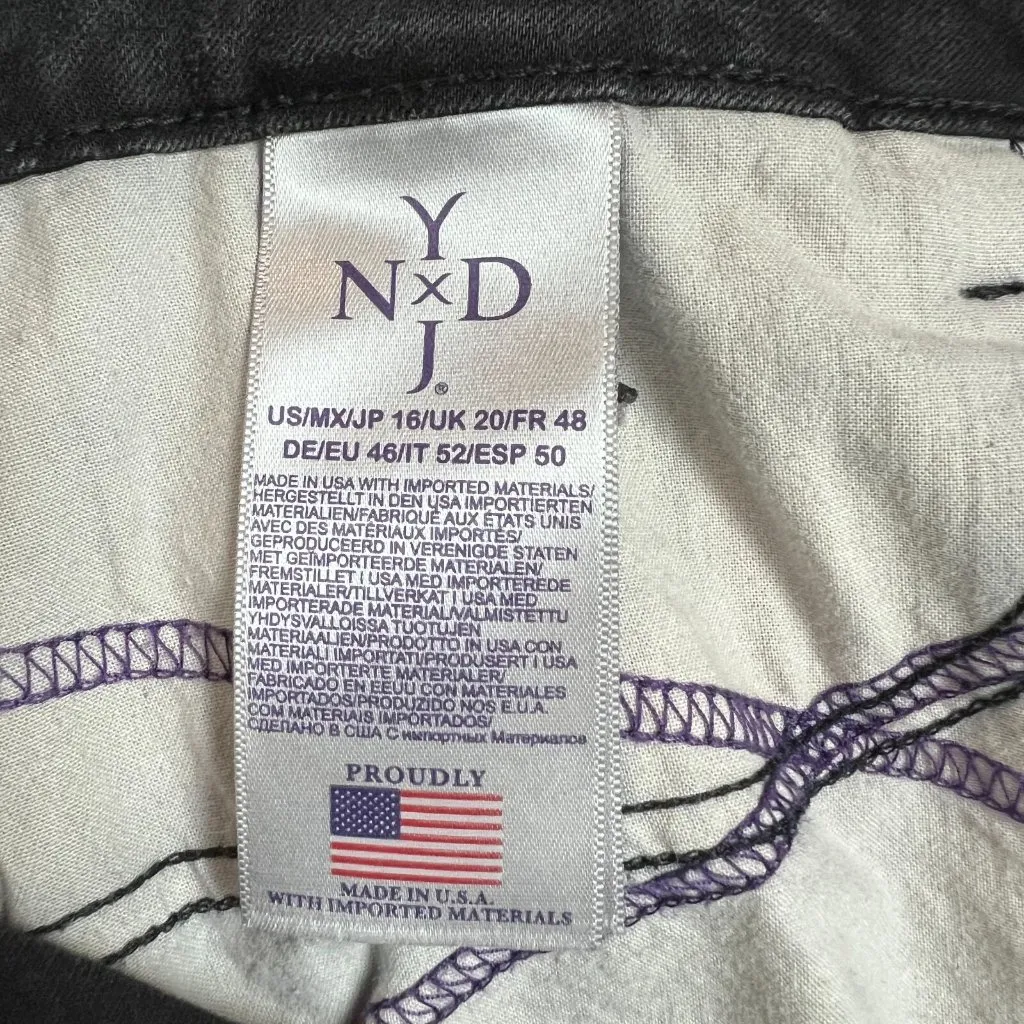 Y
N x D
J®
US/MX/JP 16/UK 20/FR 48
DE/EU 46/IT 52/ESP 50
MADE IN USA WITH IMPORTED MATERIALS/
HERGESTELLT IN DEN USA IMPORTIERTEN
MATERIALIEN/FABRIQUÉ AUX ÉTATS UNIS
AVEC DES MATÉRIAUX IMPORTÉS/
GEPRODUCEERD IN VERENIGDE STATEN
MET GEÏMPORTEERDE MATERIALEN/
FREMSTILLET I USA MED IMPORTEREDE
MATERIALER/TILLVERKAT I USA MED
IMPORTERADE MATERIAL/VALMISTETTU
YHDYSVALLOISSA TUOTUJEN
MATERIAALIEN/PRODOTTO IN USA CON
MATERIALI IMPORTATI/PRODUSERT I USA
MED IMPORTERTE MATERIALER/
FABRICADO EN EEUU CON MATERIALES
IMPORTADOS/PRODUZIDO NOS E.U.A.
COM MATERIAIS IMPORTADOS/
СДЕЛАНО В США С импортных Материалов
PROUDLY
MADE IN U.S.A.
WITH IMPORTED MATERIALS